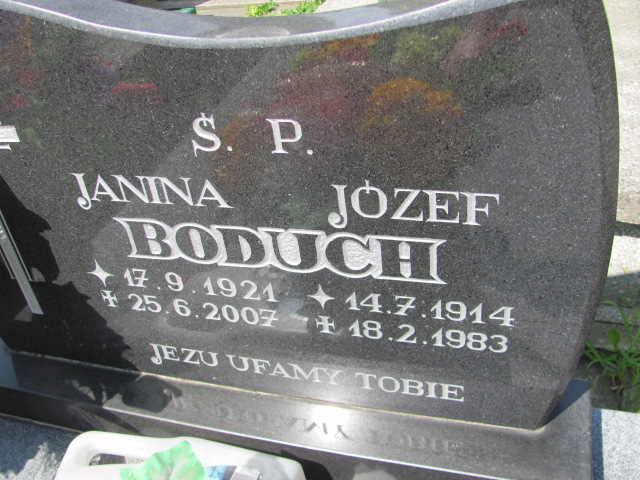 Ś. P.
JANINA JÓZEF
BODUCH
17.9.1921 14.7.1914
25.6.2007 18.2.1983
JEZU UFAMY TOBIE